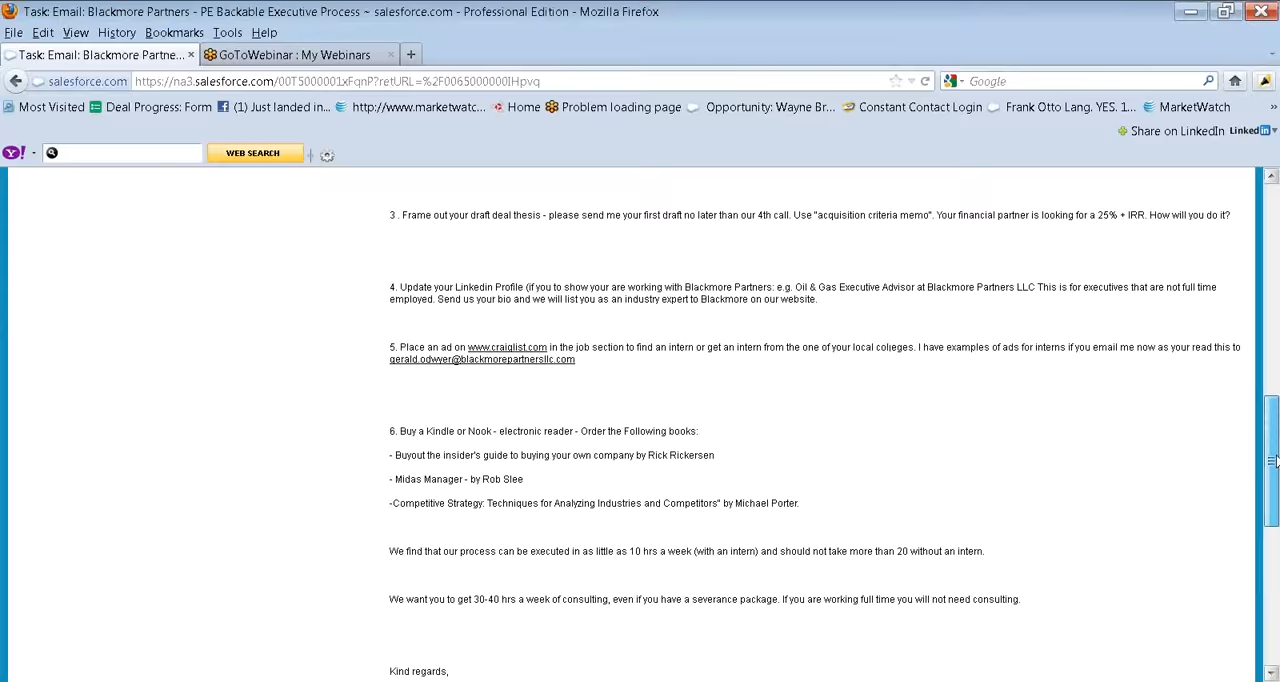 Task: Email: Blackmore Partners - PE Backable Executive Process ~ salesforce.com - Professional Edition - Mozilla Firefox
File Edit View History Bookmarks Tools Help
Task: Email: Blackmore Partne... × GoToWebinar : My Webinars × +
salesforce.com https://na3.salesforce.com/00T5000001xFqnP?retURL=%2F0065000000IHpvq Google
Most Visited Deal Progress: Form (1) Just landed in... http://www.marketwatc... Home Problem loading page Opportunity: Wayne Br... Constant Contact Login Frank Otto Lang. YES. 1... MarketWatch »
Share on LinkedIn Linked in
Y! WEB SEARCH
3 . Frame out your draft deal thesis - please send me your first draft no later than our 4th call. Use "acquisition criteria memo". Your financial partner is looking for a 25% + IRR. How will you do it?
4. Update your Linkedin Profile (if you to show your are working with Blackmore Partners: e.g. Oil & Gas Executive Advisor at Blackmore Partners LLC This is for executives that are not full time
employed. Send us your bio and we will list you as an industry expert to Blackmore on our website.
5. Place an ad on www.craiglist.com in the job section to find an intern or get an intern from the one of your local colleges. I have examples of ads for interns if you email me now as your read this to
gerald.odwyer@blackmorepartnersllc.com
6. Buy a Kindle or Nook - electronic reader - Order the Following books:
- Buyout the insider's guide to buying your own company by Rick Rickersen
- Midas Manager - by Rob Slee
-Competitive Strategy: Techniques for Analyzing Industries and Competitors" by Michael Porter.
We find that our process can be executed in as little as 10 hrs a week (with an intern) and should not take more than 20 without an intern.
We want you to get 30-40 hrs a week of consulting, even if you have a severance package. If you are working full time you will not need consulting.
Kind regards,